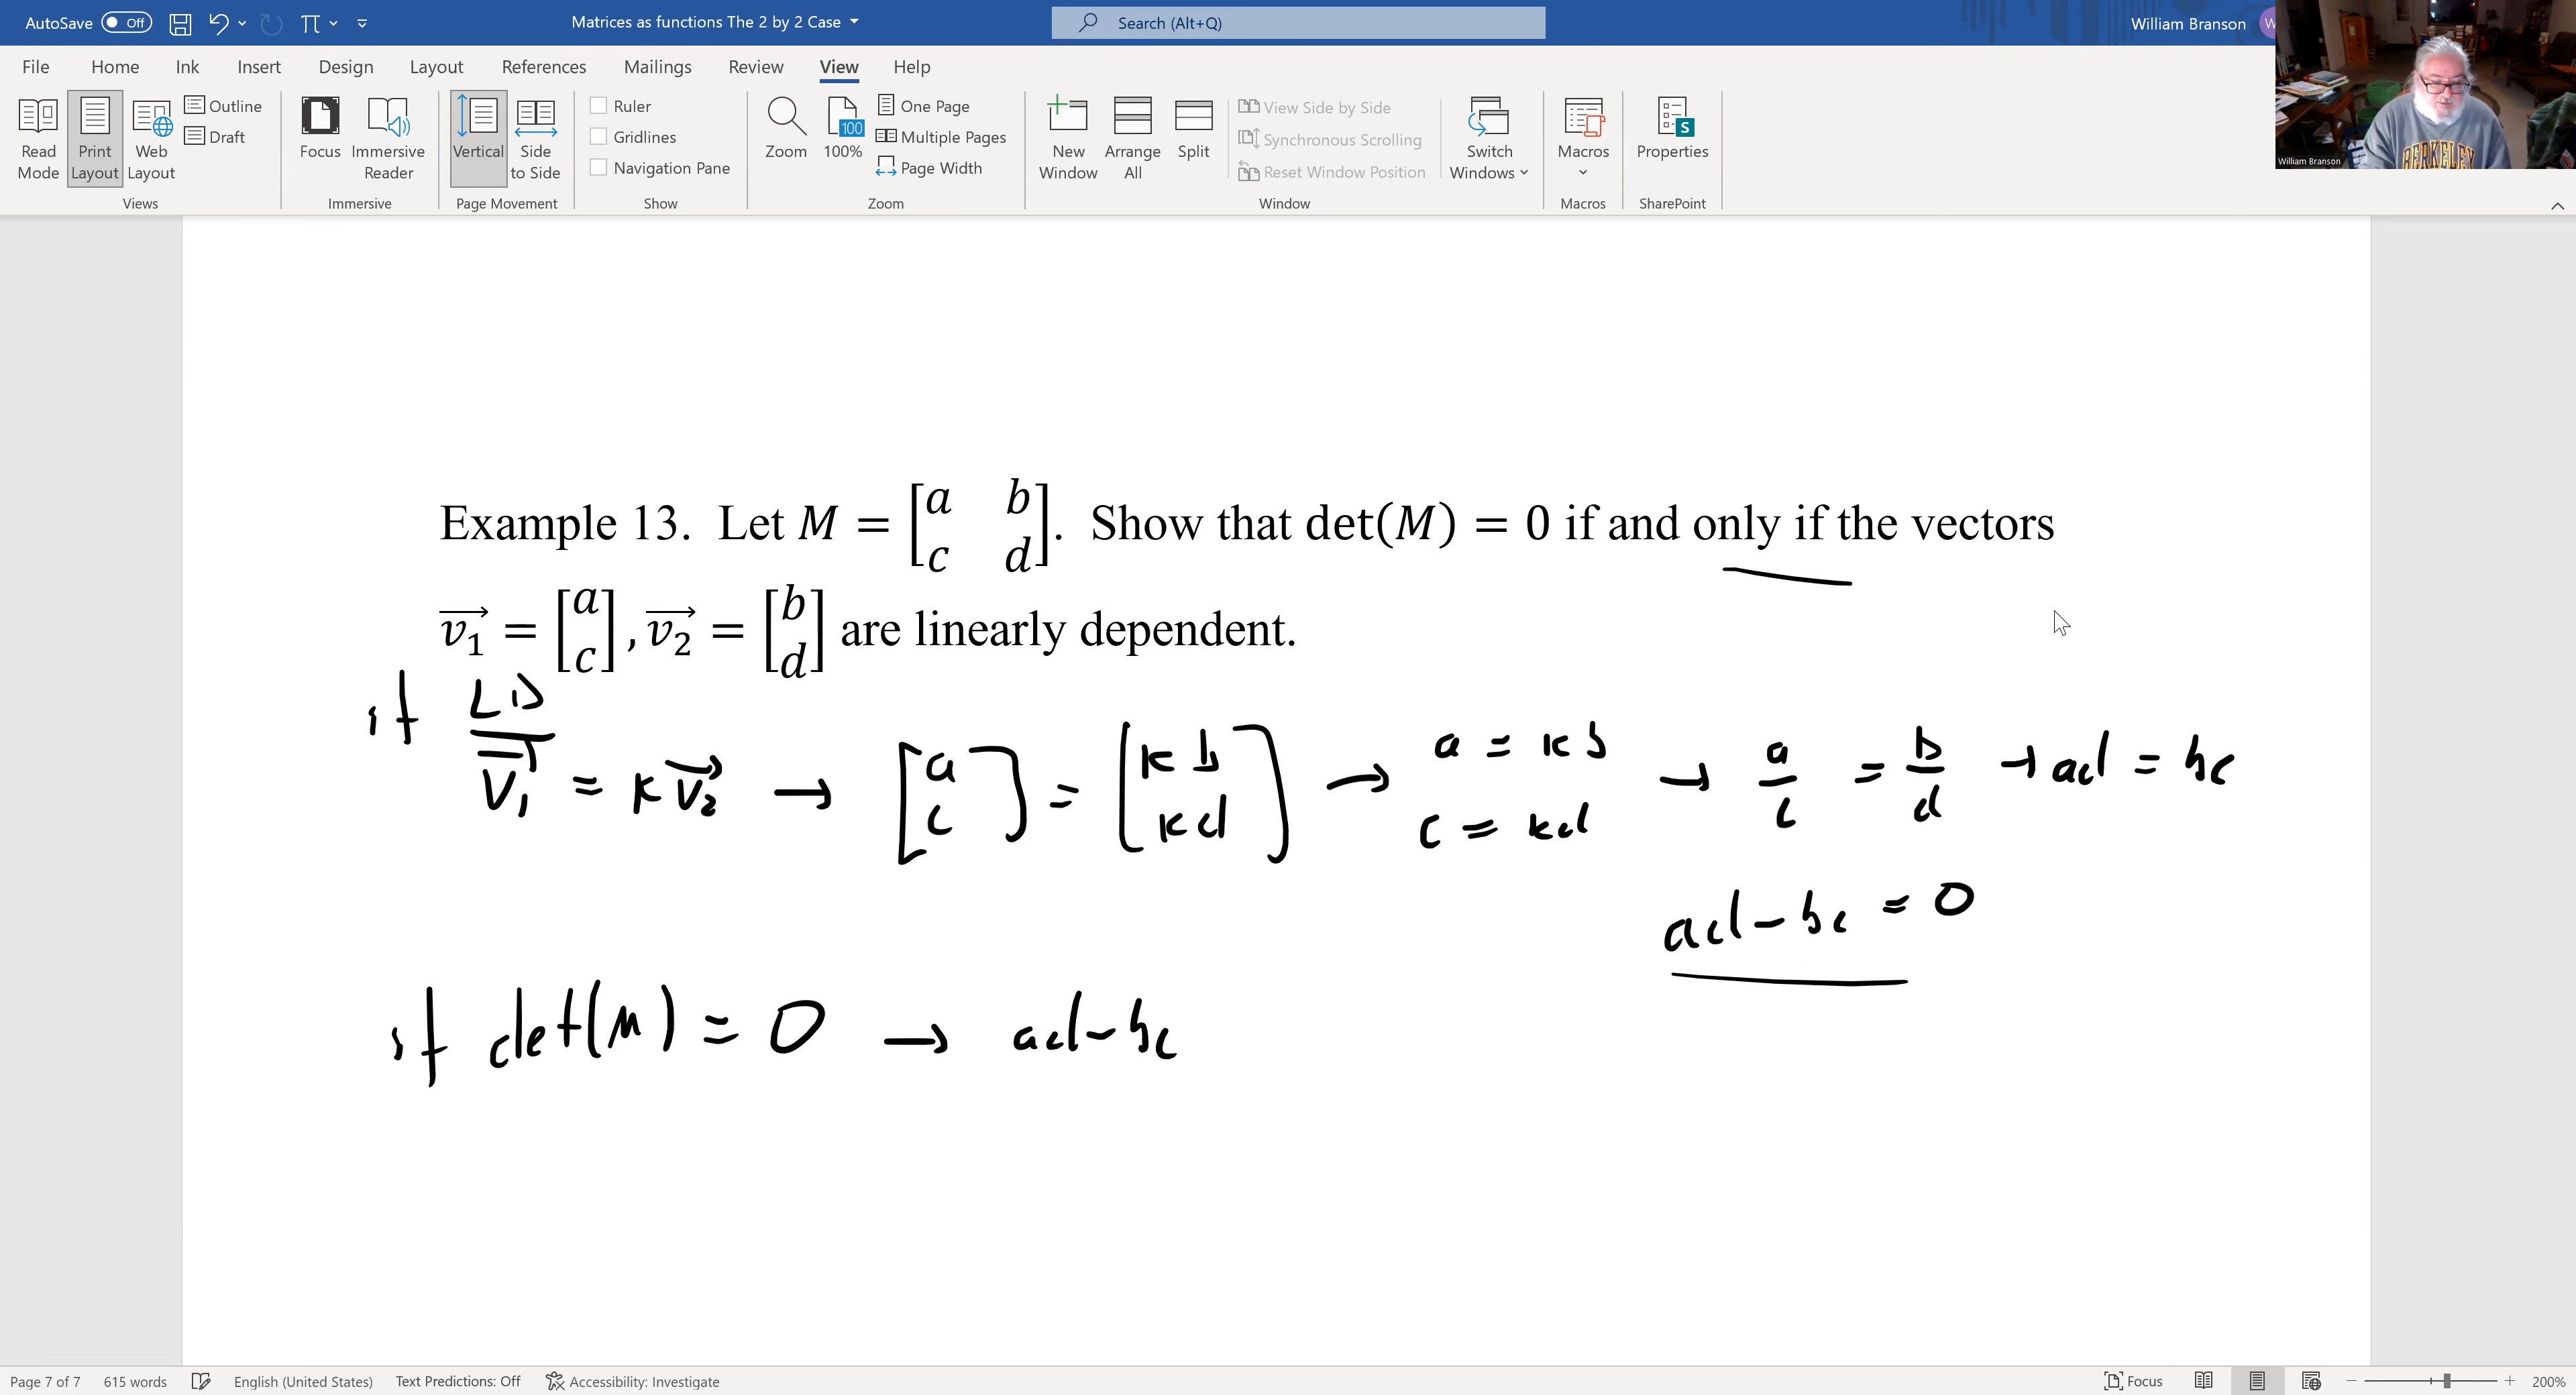 AutoSave Off Matrices as functions The 2 by 2 Case Search (Alt+Q) William Branson W
File Home Ink Insert Design Layout References Mailings Review View Help
Read Mode Print Layout Web Layout Outline Draft
Focus Immersive Reader
Vertical Side to Side
Ruler Gridlines Navigation Pane
Zoom 100 100% One Page Multiple Pages Page Width
New Window Arrange All Split View Side by Side Synchronous Scrolling Reset Window Position Switch Windows
Macros
S Properties
Views Immersive Page Movement Show Zoom Window Macros SharePoint
William Branson
BERKELEY
Example 13. Let M = [a b; c d]. Show that det(M) = 0 if and only if the vectors
v₁ = [a; c], v₂ = [b; d] are linearly dependent.
if LD
v₁ = k v₂ → [a; c] = [kb; kd] → a = kb c = kd → a/c = b/d → ad = bc
ad - bc = 0
if det(M) = 0 → ad - bc
Page 7 of 7 615 words English (United States) Text Predictions: Off Accessibility: Investigate Focus 200%